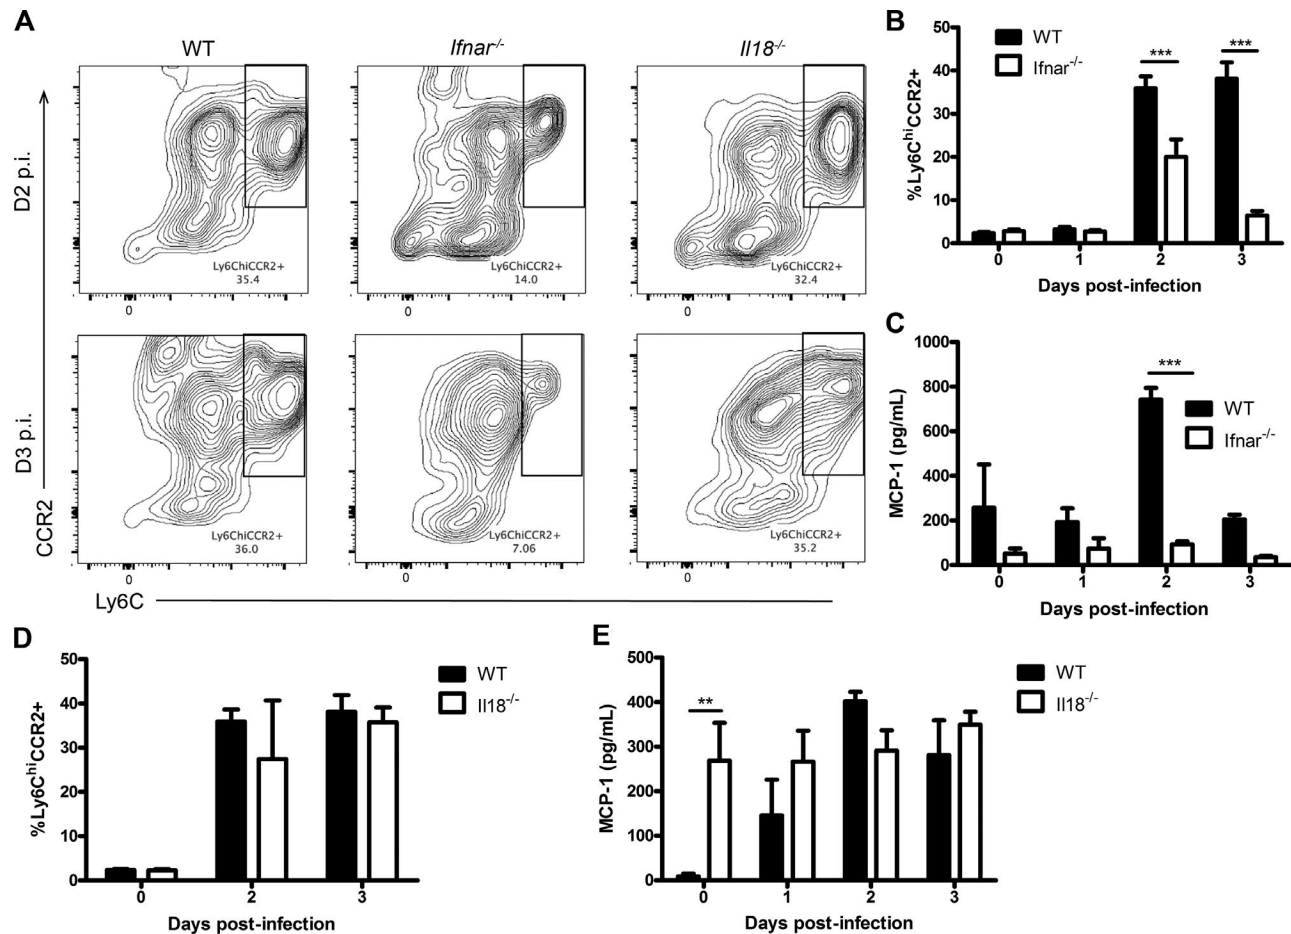 A
WT
Ifnar-/-
Il18-/-
D2 p.i.
Ly6ChiCCR2+
35.4
0
Ly6ChiCCR2+
14.0
0
Ly6ChiCCR2+
32.4
0
D3 p.i.
CCR2
Ly6ChiCCR2+
36.0
0
Ly6ChiCCR2+
7.06
0
Ly6ChiCCR2+
35.2
0
Ly6C
B
WT
Ifnar-/-
***
***
50
40
30
20
10
0
%Ly6ChiCCR2+
0 1 2 3
Days post-infection
C
1000
800
600
400
200
0
MCP-1 (pg/mL)
***
WT
Ifnar-/-
0 1 2 3
Days post-infection
D
50
40
30
20
10
0
%Ly6ChiCCR2+
WT
Il18-/-
0 2 3
Days post-infection
E
500
400
300
200
100
0
MCP-1 (pg/mL)
**
WT
Il18-/-
0 1 2 3
Days post-infection